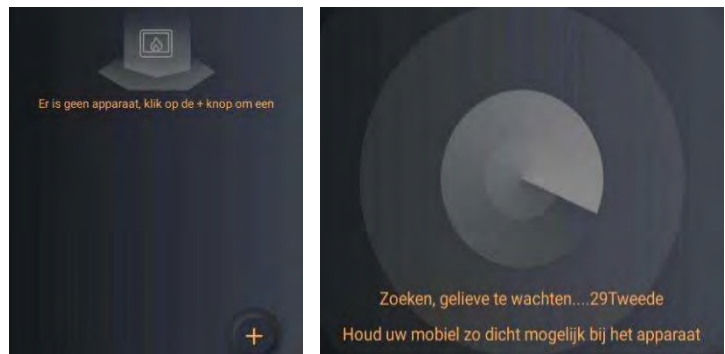 Er is geen apparaat, klik op de + knop om een
+
Zoeken, gelieve te wachten....29Tweede
Houd uw mobiel zo dicht mogelijk bij het apparaat